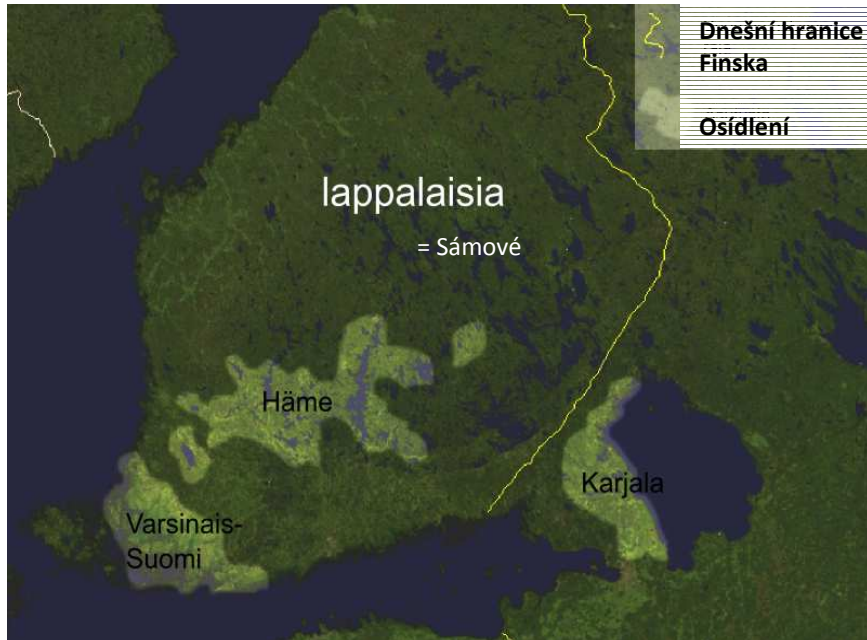 Dnešní hranice
Finska
Osídlení
lappalaisia
= Sámové
Häme
Karjala
Varsinais-
Suomi